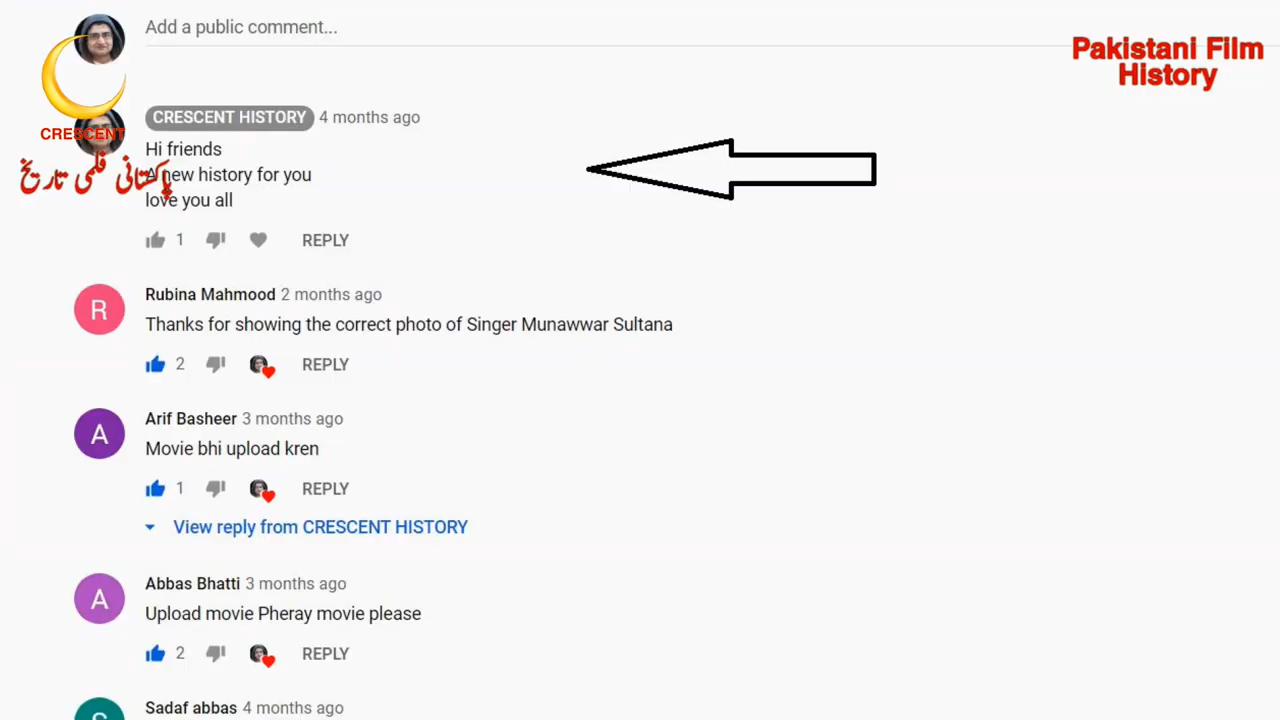 Add a public comment...
Pakistani Film
History
CRESCENT
پاکستانی فلمی تاریخ
CRESCENT HISTORY 4 months ago
Hi friends
A new history for you
love you all
1 REPLY
R
Rubina Mahmood 2 months ago
Thanks for showing the correct photo of Singer Munawwar Sultana
2 REPLY
A
Arif Basheer 3 months ago
Movie bhi upload kren
1 REPLY
View reply from CRESCENT HISTORY
A
Abbas Bhatti 3 months ago
Upload movie Pheray movie please
2 REPLY
S
Sadaf abbas 4 months ago